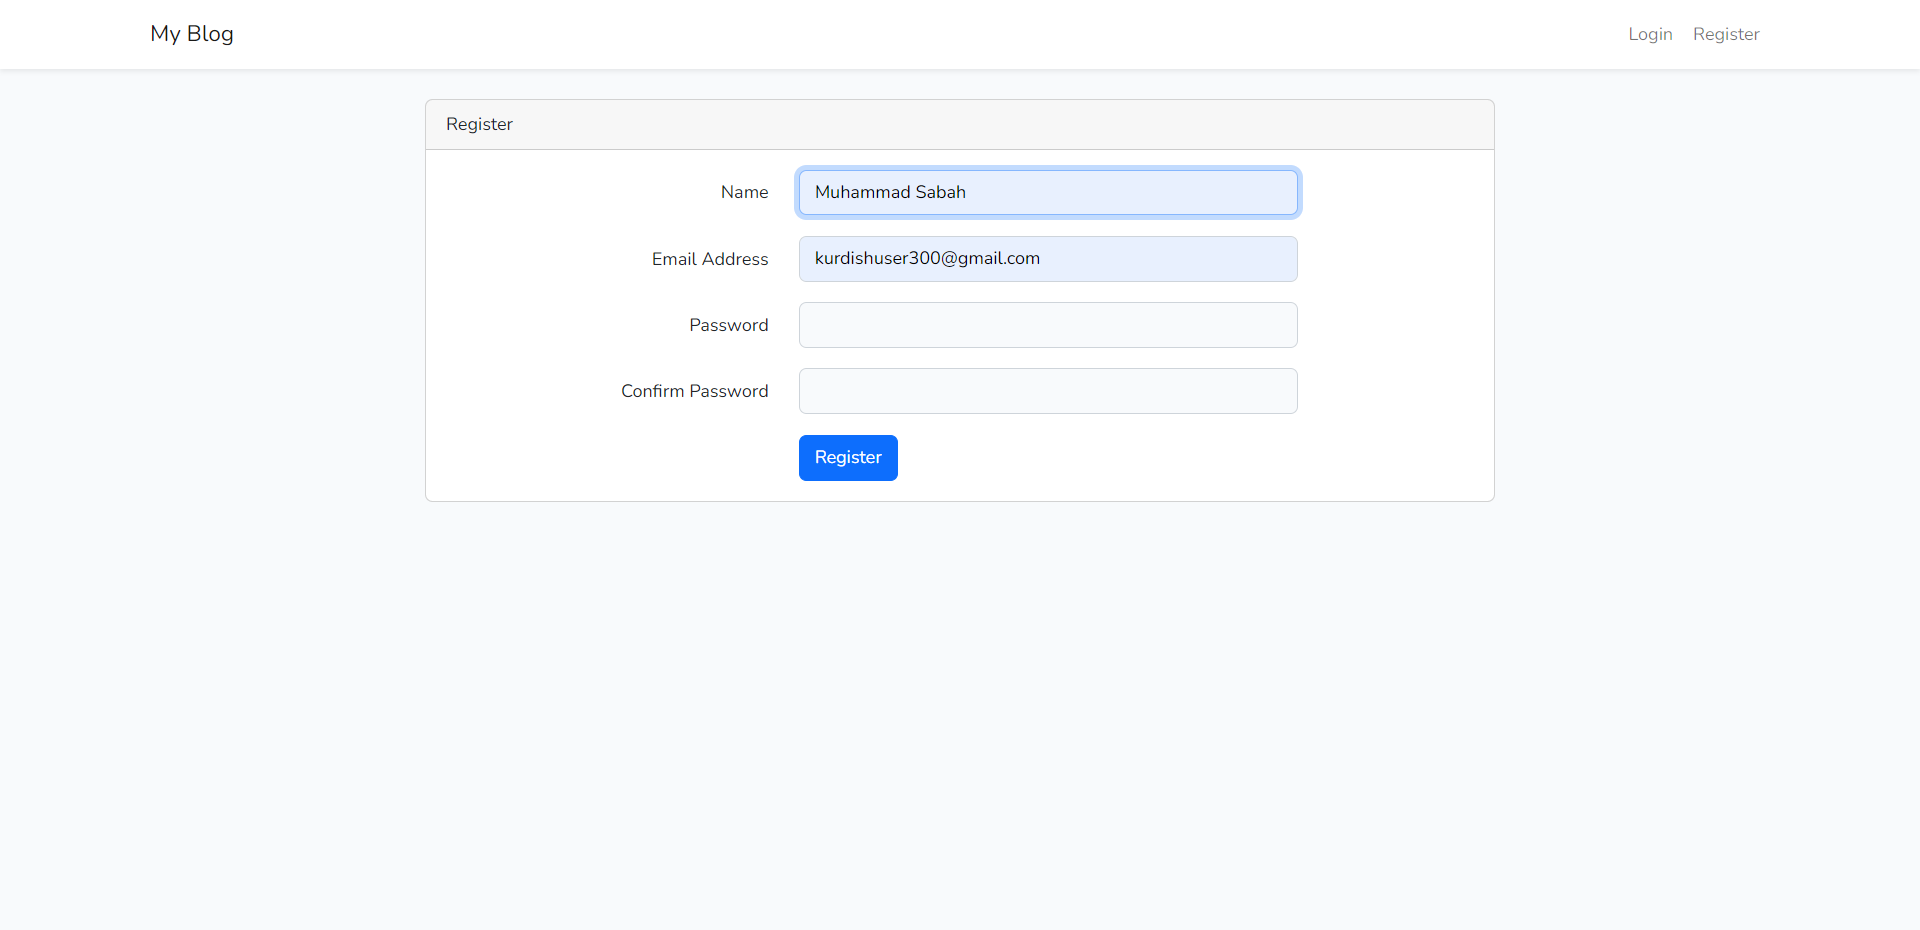 My Blog
Login Register
Register
Name Muhammad Sabah
Email Address kurdishuser300@gmail.com
Password
Confirm Password
Register